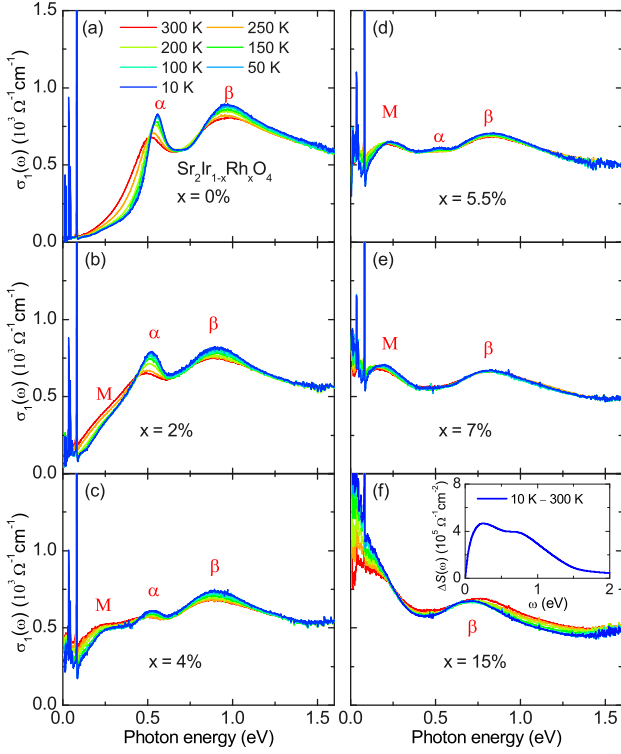 (a)
300 K 250 K
200 K 150 K
100 K 50 K
10 K
α
β
Sr₂Ir₁₋ₓRhₓO₄
x = 0%
σ₁(ω) (10³ Ω⁻¹cm⁻¹)
0.0
0.5
1.0
1.5
(b)
M
α
β
x = 2%
σ₁(ω) (10³ Ω⁻¹cm⁻¹)
0.0
0.5
1.0
(c)
M
α
β
x = 4%
σ₁(ω) (10³ Ω⁻¹cm⁻¹)
0.0
0.5
1.0
0.0 0.5 1.0 1.5
Photon energy (eV)
(d)
M
α
β
x = 5.5%
(e)
M
β
x = 7%
(f)
8
4
0
ΔS(ω) (10⁵ Ω⁻¹cm⁻²)
10 K – 300 K
0 1 2
ω (eV)
β
x = 15%
0.0 0.5 1.0 1.5
Photon energy (eV)